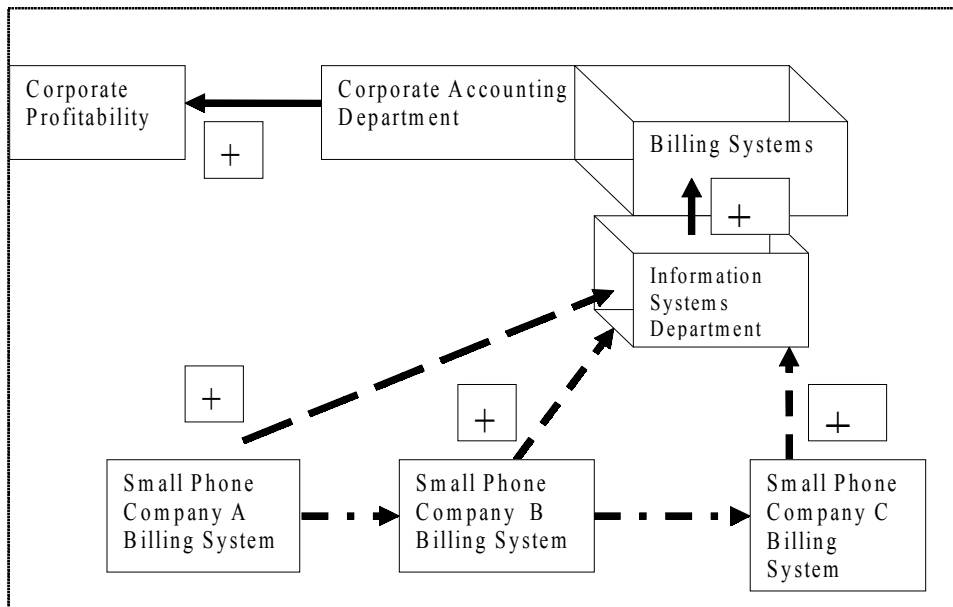 Corporate
Profitability
+
Corporate Accounting
Department
Billing Systems
+
Information
Systems
Department
+
+
+
Small Phone
Company A
Billing System
Small Phone
Company B
Billing System
Small Phone
Company C
Billing
System